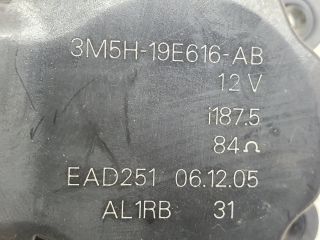 3M5H-19E616-AB
12 V
i187.5
84Ω
EAD251 06.12.05
AL1RB 31